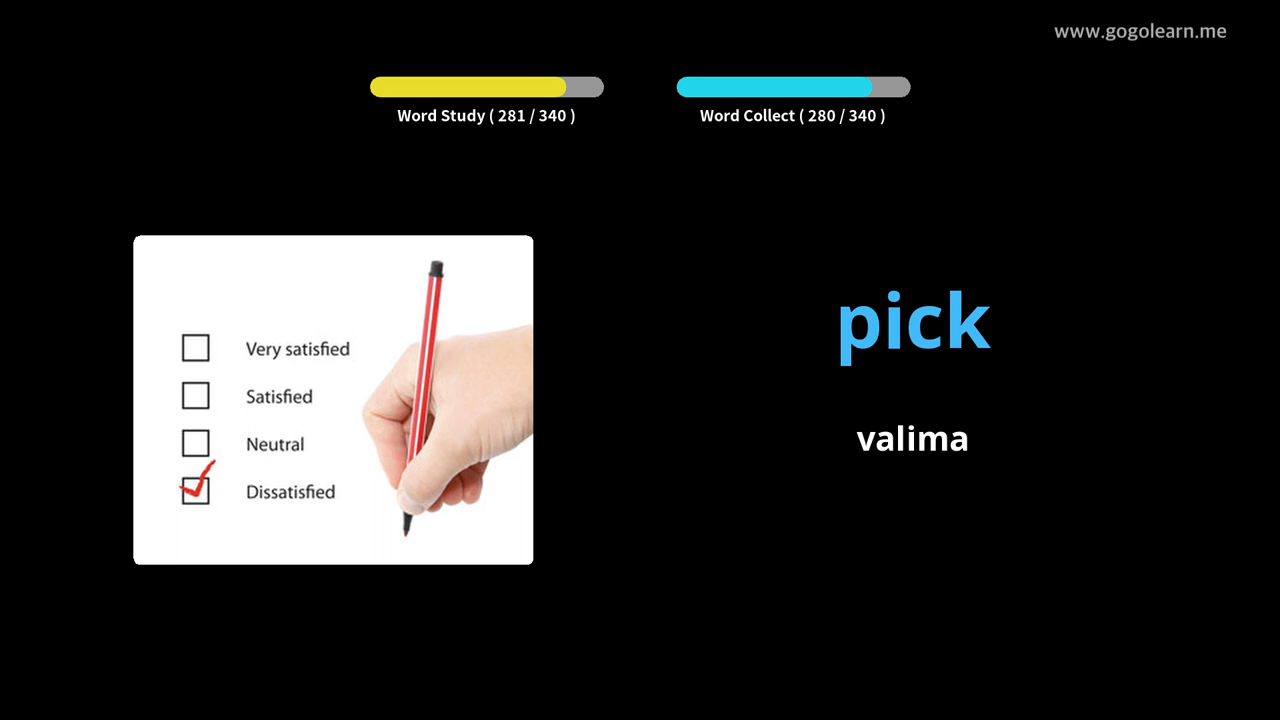 www.gogolearn.me
Word Study ( 281 / 340 )
Word Collect ( 280 / 340 )
Very satisfied
Satisfied
Neutral
Dissatisfied
pick
valima